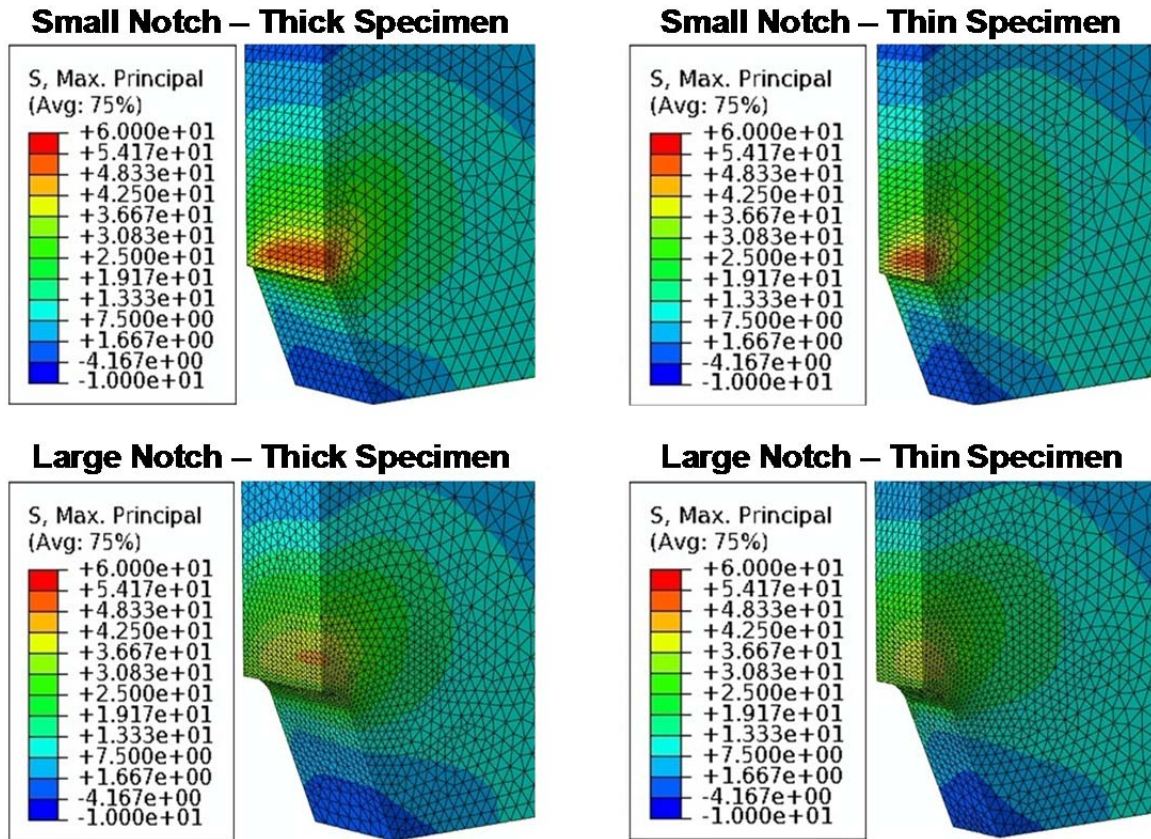 Small Notch – Thick Specimen
S, Max. Principal
(Avg: 75%)
+6.000e+01
+5.417e+01
+4.833e+01
+4.250e+01
+3.667e+01
+3.083e+01
+2.500e+01
+1.917e+01
+1.333e+01
+7.500e+00
+1.667e+00
-4.167e+00
-1.000e+01
Small Notch – Thin Specimen
S, Max. Principal
(Avg: 75%)
+6.000e+01
+5.417e+01
+4.833e+01
+4.250e+01
+3.667e+01
+3.083e+01
+2.500e+01
+1.917e+01
+1.333e+01
+7.500e+00
+1.667e+00
-4.167e+00
-1.000e+01
Large Notch – Thick Specimen
S, Max. Principal
(Avg: 75%)
+6.000e+01
+5.417e+01
+4.833e+01
+4.250e+01
+3.667e+01
+3.083e+01
+2.500e+01
+1.917e+01
+1.333e+01
+7.500e+00
+1.667e+00
-4.167e+00
-1.000e+01
Large Notch – Thin Specimen
S, Max. Principal
(Avg: 75%)
+6.000e+01
+5.417e+01
+4.833e+01
+4.250e+01
+3.667e+01
+3.083e+01
+2.500e+01
+1.917e+01
+1.333e+01
+7.500e+00
+1.667e+00
-4.167e+00
-1.000e+01